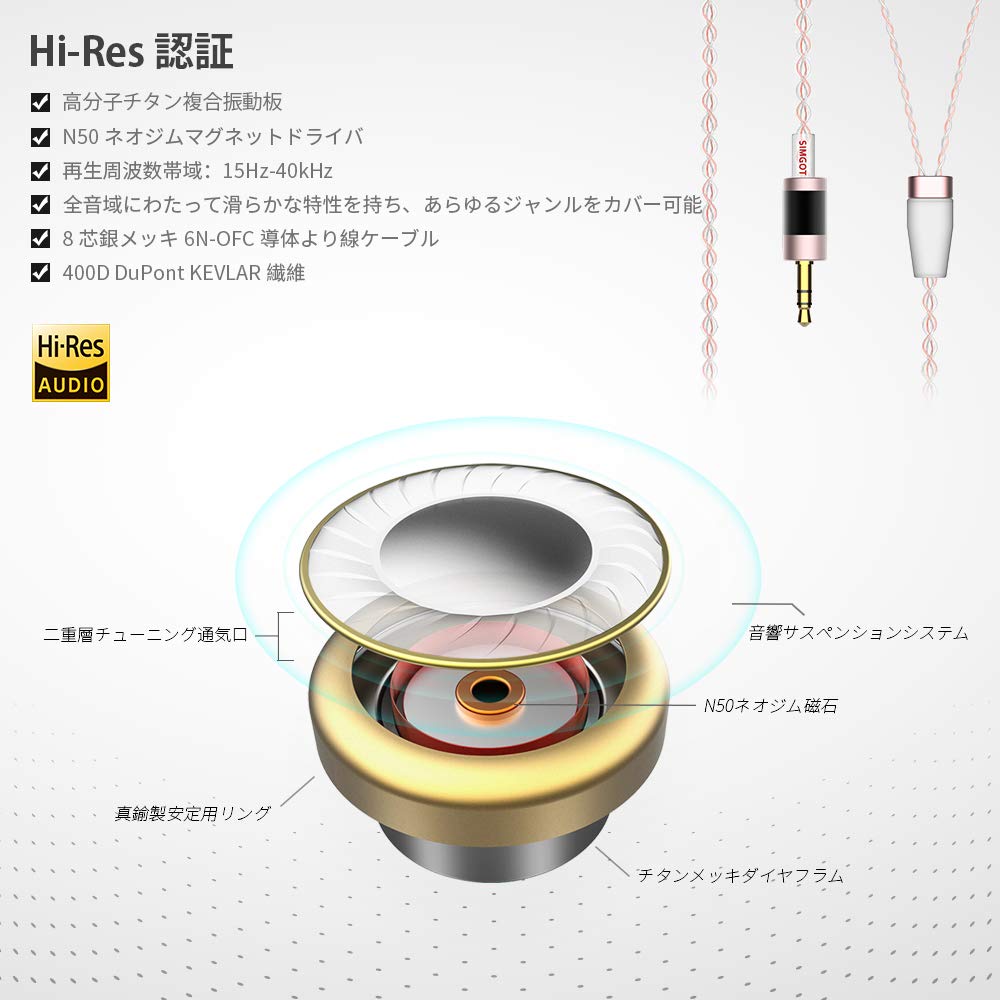 Hi-Res 認証
高分子チタン複合振動板
N50 ネオジムマグネットドライバ
再生周波数帯域：15Hz-40kHz
全音域にわたって滑らかな特性を持ち、あらゆるジャンルをカバー可能
8 芯銀メッキ 6N-OFC 導体より線ケーブル
400D DuPont KEVLAR 繊維
SIMGOT
Hi-Res
AUDIO
二重層チューニング通気口
音響サスペンションシステム
N50ネオジム磁石
真鍮製安定用リング
チタンメッキダイヤフラム